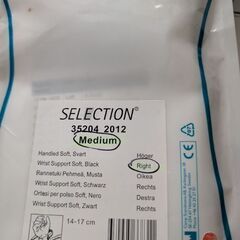 SELECTION®
35204 2012
Medium
Handled Soft, Svart Höger
Wrist Support Soft, Black Right
Rannetuki Pehmeä, Musta Oikea
Wrist Support Soft, Schwarz Rechts
Ortesi per polso Soft, Nero Destra
Wrist Support Soft, Zwart Rechts
14-17 cm